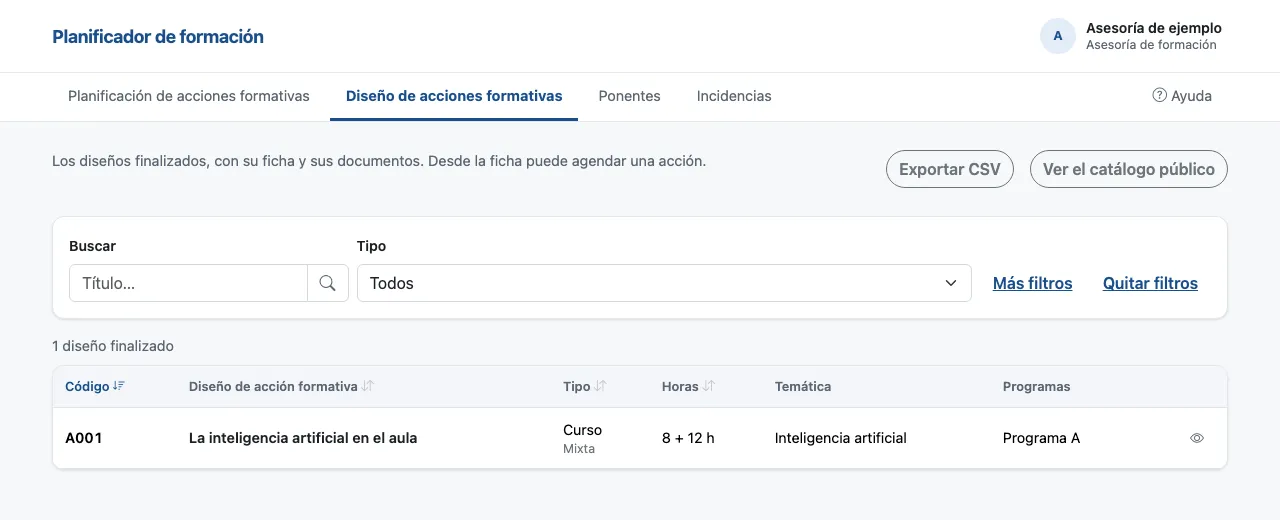 Planificador de formación
A
Asesoría de ejemplo
Asesoría de formación
Planificación de acciones formativas
Diseño de acciones formativas
Ponentes
Incidencias
Ayuda
Los diseños finalizados, con su ficha y sus documentos. Desde la ficha puede agendar una acción.
Exportar CSV
Ver el catálogo público
Buscar
Tipo
Título...
Todos
Más filtros
Quitar filtros
1 diseño finalizado
Código
Diseño de acción formativa
Tipo
Horas
Temática
Programas
A001
La inteligencia artificial en el aula
Curso
Mixta
8 + 12 h
Inteligencia artificial
Programa A